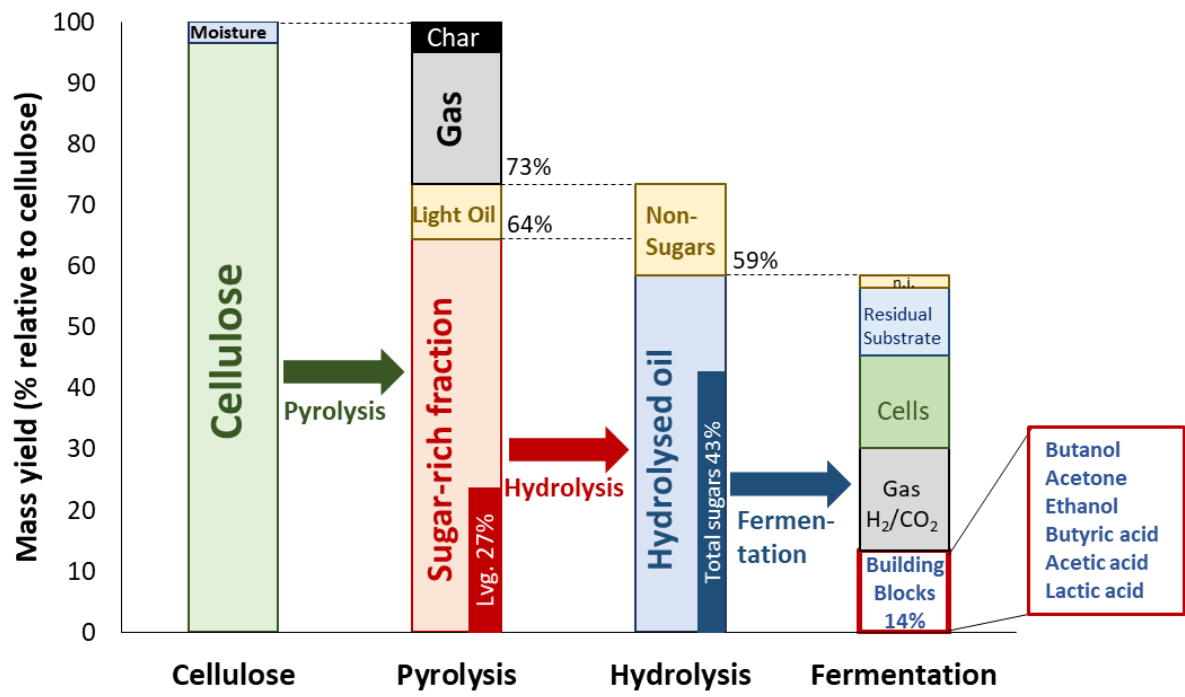 Mass yield (% relative to cellulose)
100
90
80
70
60
50
40
30
20
10
0
Moisture
Cellulose
Pyrolysis
Char
Gas
73%
Light Oil
64%
Sugar-rich fraction
Lvg. 27%
Hydrolysis
Non-
Sugars
59%
Hydrolysed oil
Total sugars 43%
Fermen-
tation
n.i.
Residual
Substrate
Cells
Gas
H₂/CO₂
Building
Blocks
14%
Butanol
Acetone
Ethanol
Butyric acid
Acetic acid
Lactic acid
Cellulose
Pyrolysis
Hydrolysis
Fermentation